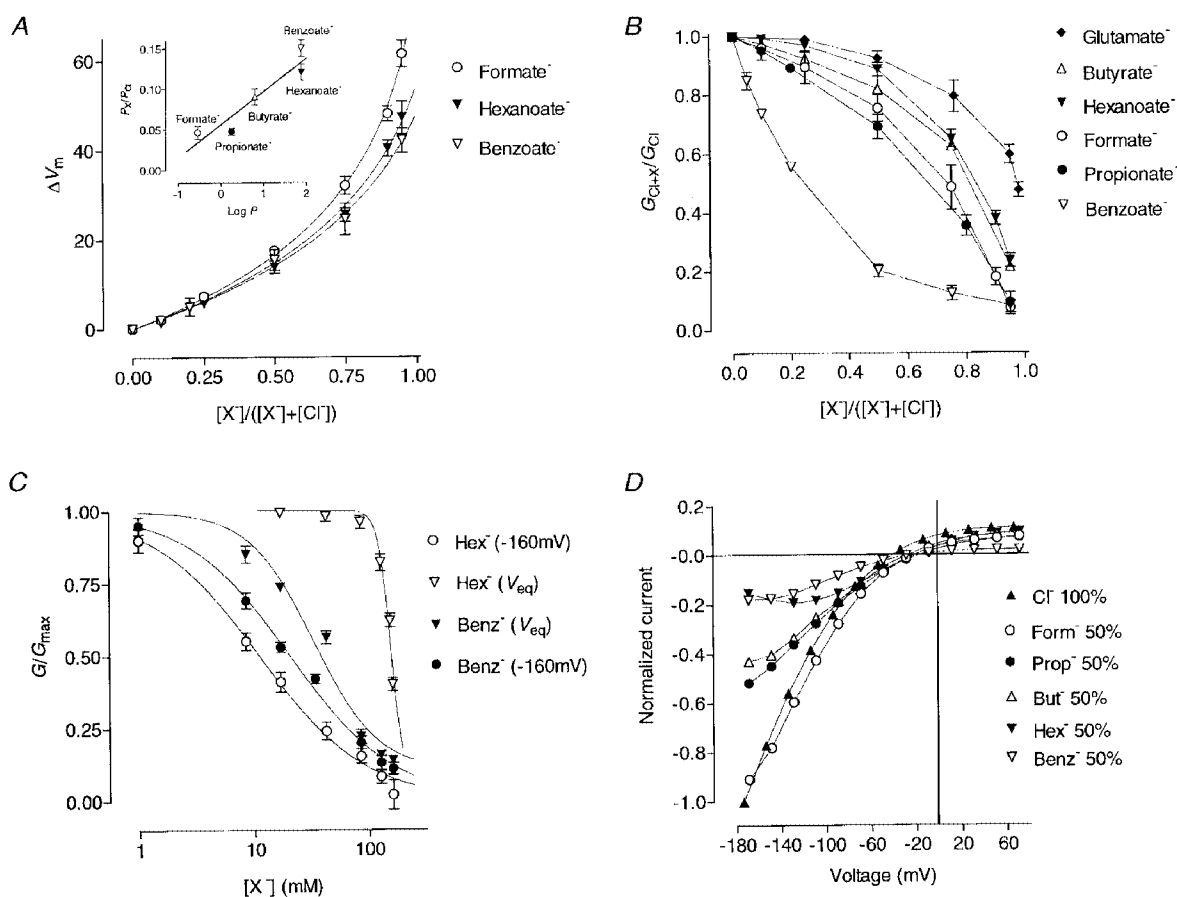 A
60
40
20
0
ΔVm
0.00 0.25 0.50 0.75 1.00
[X⁻]/([X⁻]+[Cl⁻])
0.15
0.10
0.05
0.00
Px/PCl
-1 0 1 2
Log P
Benzoate⁻
Hexanoate⁻
Formate⁻
Butyrate⁻
Propionate⁻
Formate⁻
Hexanoate⁻
Benzoate⁻
B
1.0
0.8
0.6
0.4
0.2
0.0
GCl+X/GCl
0.0 0.2 0.4 0.6 0.8 1.0
[X⁻]/([X⁻]+[Cl⁻])
Glutamate⁻
Butyrate⁻
Hexanoate⁻
Formate⁻
Propionate⁻
Benzoate⁻
C
1.00
0.75
0.50
0.25
0.00
G/Gmax
1 10 100
[X⁻] (mM)
Hex⁻ (-160mV)
Hex⁻ (Veq)
Benz⁻ (Veq)
Benz⁻ (-160mV)
D
0.2
-0.0
-0.2
-0.4
-0.6
-0.8
-1.0
Normalized current
-180 -140 -100 -60 -20 20 60
Voltage (mV)
Cl⁻ 100%
Form⁻ 50%
Prop⁻ 50%
But⁻ 50%
Hex⁻ 50%
Benz⁻ 50%